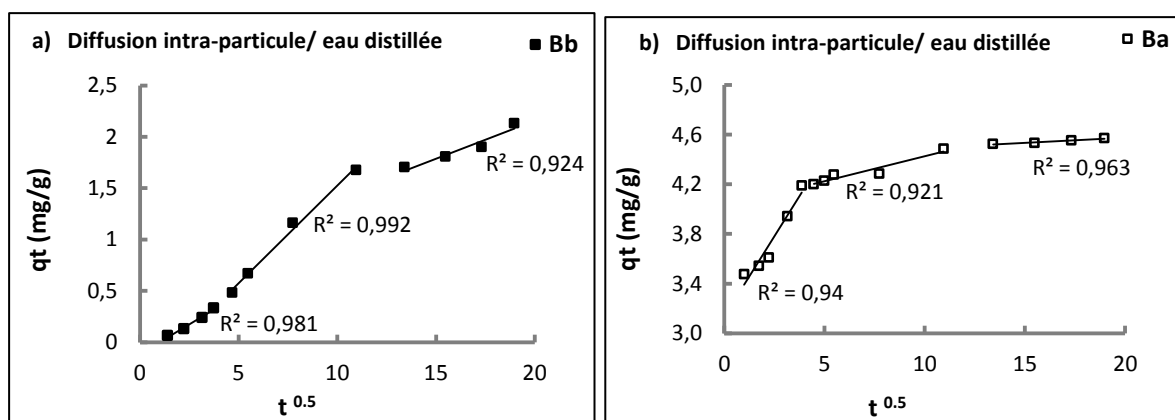 a) Diffusion intra-particule/ eau distillée
Bb
2,5
2
1,5
1
0,5
0
qt (mg/g)
R² = 0,924
R² = 0,992
R² = 0,981
0 5 10 15 20
t 0.5
b) Diffusion intra-particule/ eau distillée
Ba
5,0
4,6
4,2
3,8
3,4
3,0
qt (mg/g)
R² = 0,963
R² = 0,921
R² = 0,94
0 5 10 15 20
t 0.5